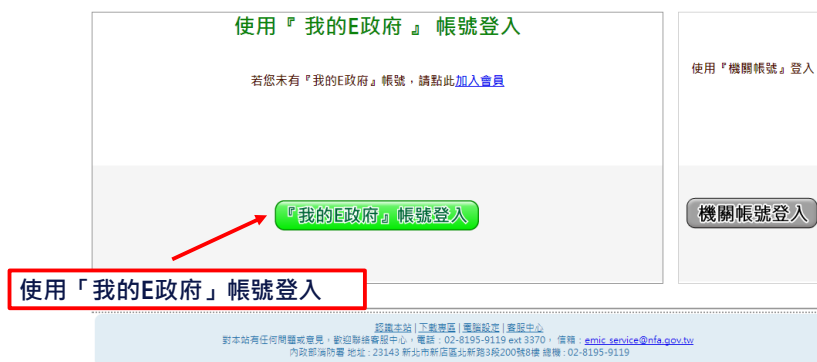 使用『 我的E政府 』 帳號登入
若您未有『我的E政府』帳號，請點此加入會員
使用『機關帳號』登入
『我的E政府』帳號登入
機關帳號登入
使用「我的E政府」帳號登入
認識本站 | 下載專區 | 電腦設定 | 客服中心
對本站有任何問題或意見，歡迎聯絡客服中心，電話：02-8195-9119 ext 3370， 信箱：emic_service@nfa.gov.tw
內政部消防署 地址：23143 新北市新店區北新路3段200號8樓 總機：02-8195-9119